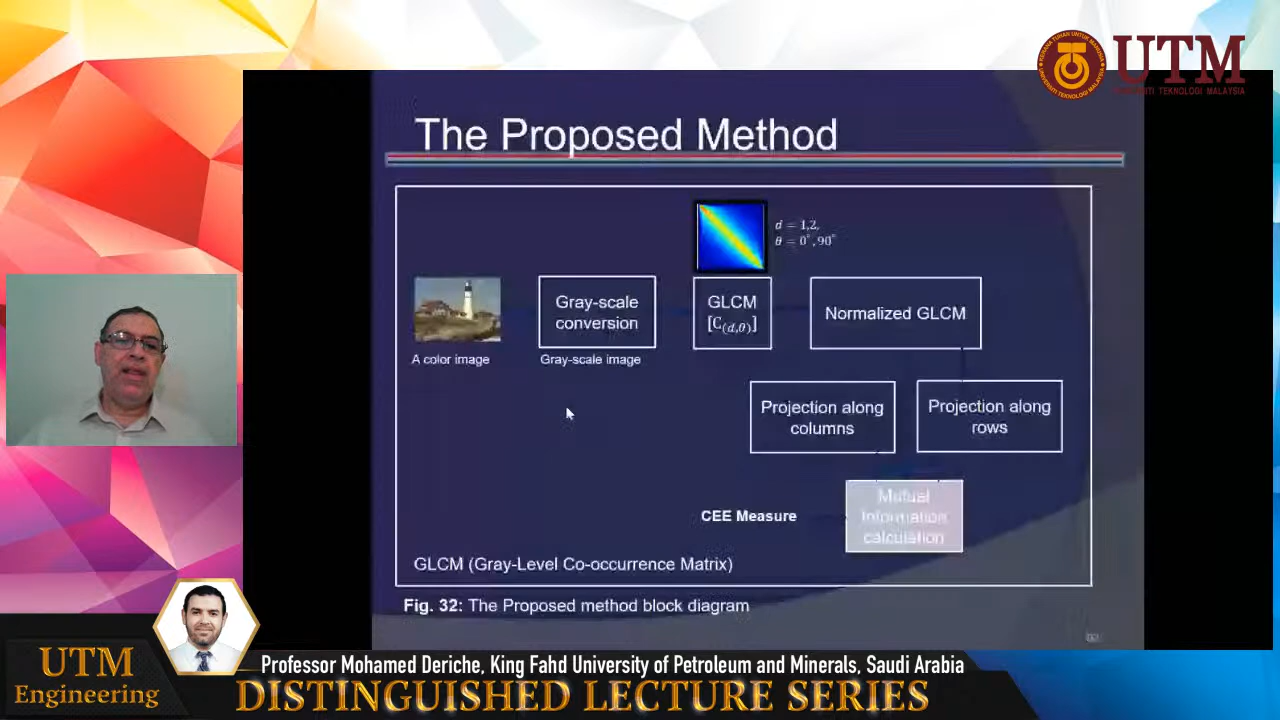 UTM
UNIVERSITI TEKNOLOGI MALAYSIA
The Proposed Method
d = 1,2,
θ = 0°, 90°
Gray-scale
conversion
GLCM
[C(d,θ)]
Normalized GLCM
A color image
Gray-scale image
Projection along
columns
Projection along
rows
Mutual
Information
calculation
CEE Measure
GLCM (Gray-Level Co-occurrence Matrix)
Fig. 32: The Proposed method block diagram
UTM
Engineering
Professor Mohamed Deriche, King Fahd University of Petroleum and Minerals, Saudi Arabia
DISTINGUISHED LECTURE SERIES